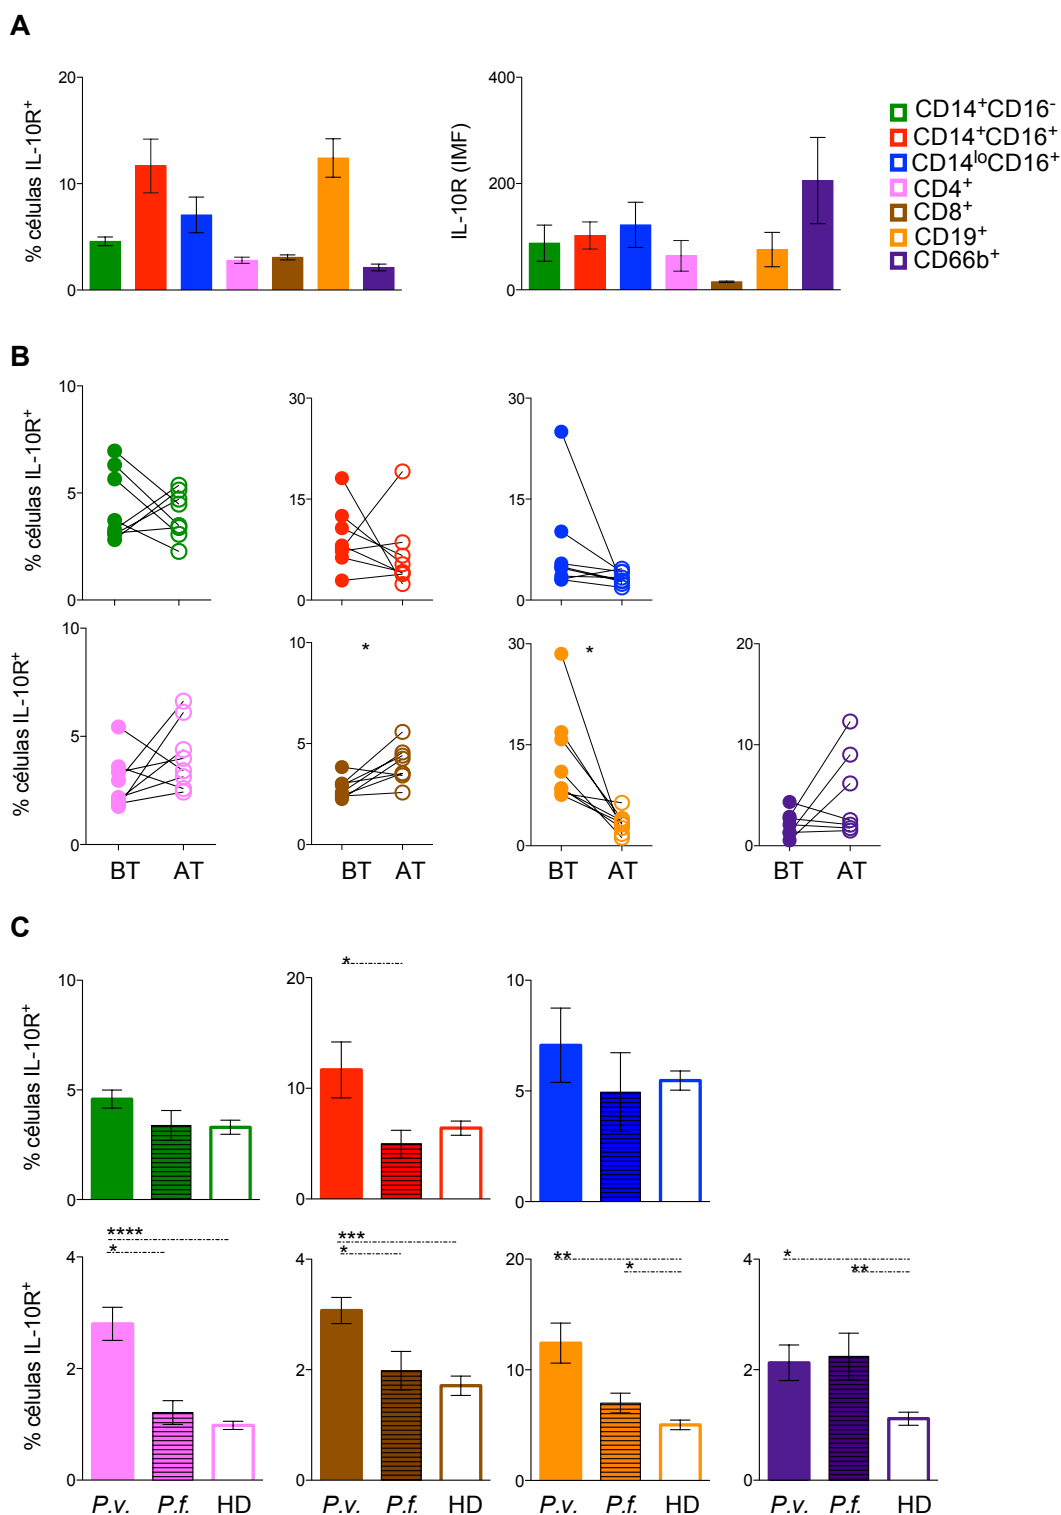 A
% células IL-10R+
20
10
0
IL-10R (IMF)
400
200
0
CD14+CD16-
CD14+CD16+
CD14loCD16+
CD4+
CD8+
CD19+
CD66b+
B
% células IL-10R+
10
5
0
30
15
0
30
15
0
% células IL-10R+
10
5
0
BT AT
10
5
0
*
BT AT
30
15
0
*
BT AT
20
10
0
BT AT
C
% células IL-10R+
10
5
0
20
10
0
*
10
5
0
% células IL-10R+
4
2
0
****
*
P.v. P.f. HD
4
2
0
***
*
P.v. P.f. HD
20
10
0
**
*
P.v. P.f. HD
4
2
0
*
**
P.v. P.f. HD